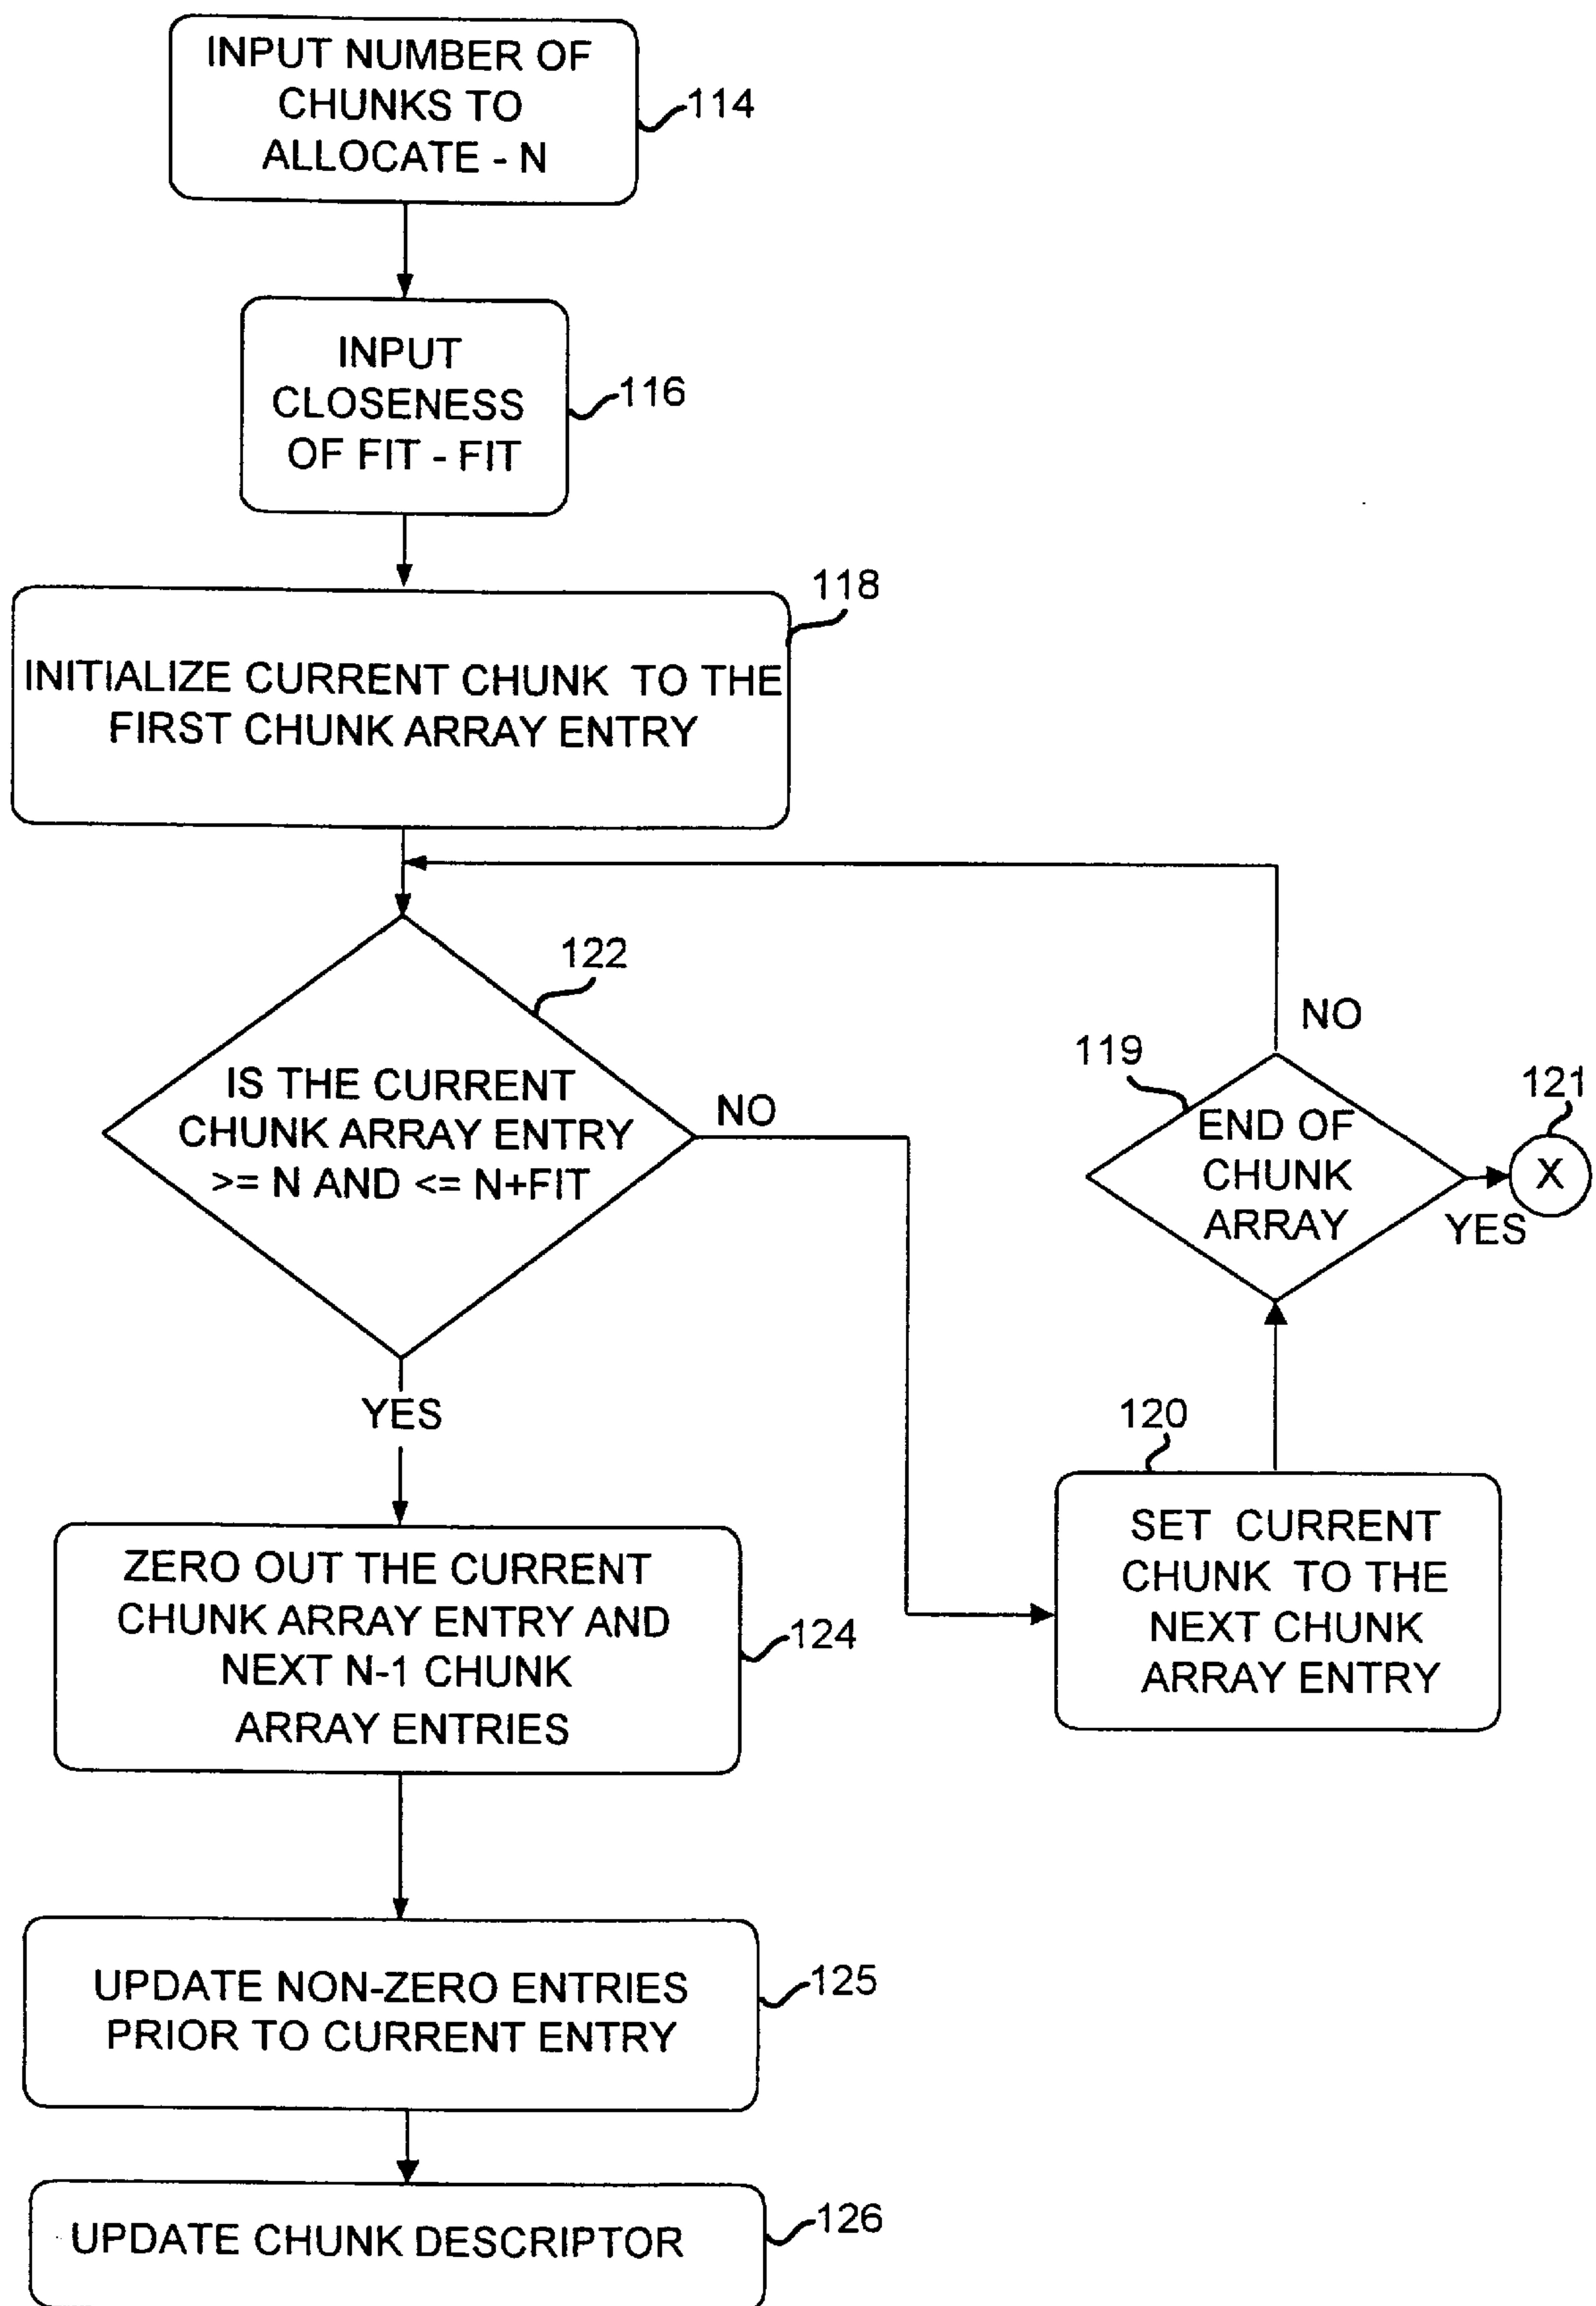 INPUT NUMBER OF
CHUNKS TO
ALLOCATE - N
114
INPUT
CLOSENESS
OF FIT - FIT
116
118
INITIALIZE CURRENT CHUNK TO THE
FIRST CHUNK ARRAY ENTRY
122
IS THE CURRENT
CHUNK ARRAY ENTRY
>= N AND <= N+FIT
NO
YES
NO
119
END OF
CHUNK
ARRAY
YES
121
X
120
SET CURRENT
CHUNK TO THE
NEXT CHUNK
ARRAY ENTRY
ZERO OUT THE CURRENT
CHUNK ARRAY ENTRY AND
NEXT N-1 CHUNK
ARRAY ENTRIES
124
UPDATE NON-ZERO ENTRIES
PRIOR TO CURRENT ENTRY
125
UPDATE CHUNK DESCRIPTOR
126